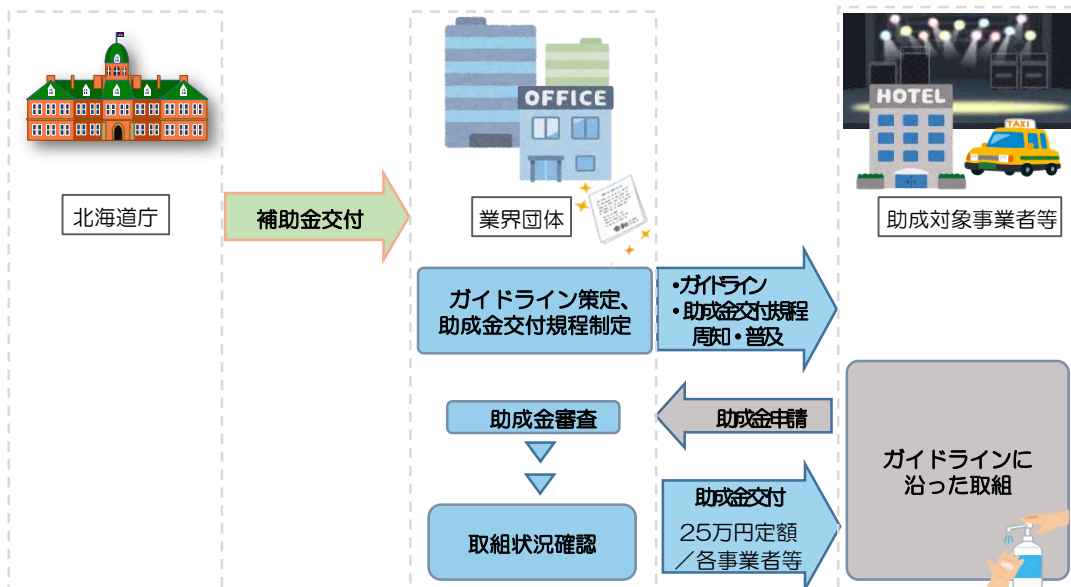 OFFICE
HOTEL
TAXI
北海道庁
補助金交付
業界団体
助成対象事業者等
ガイドライン策定、
助成金交付規程制定
・ガイドライン
・助成金交付規程
周知・普及
助成金審査
助成金申請
ガイドラインに
沿った取組
取組状況確認
助成金交付
25万円定額
／各事業者等